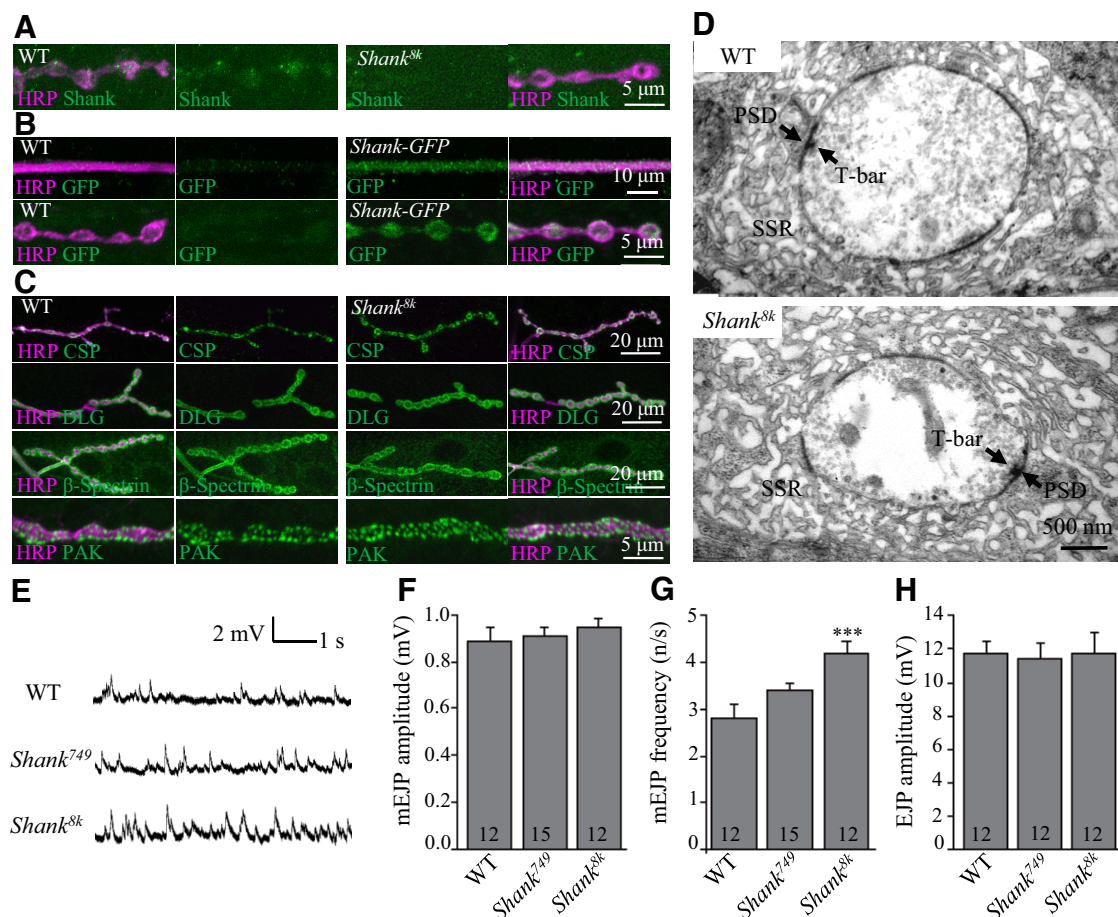 A
WT
HRP Shank
Shank
Shank⁸ᵏ
Shank
HRP Shank
5 μm
B
WT
HRP GFP
GFP
Shank-GFP
GFP
HRP GFP
10 μm
WT
HRP GFP
GFP
Shank-GFP
GFP
HRP GFP
5 μm
C
WT
HRP CSP
CSP
Shank⁸ᵏ
CSP
HRP CSP
20 μm
HRP DLG
DLG
DLG
HRP DLG
20 μm
HRP β-Spectrin
β-Spectrin
β-Spectrin
HRP β-Spectrin
20 μm
HRP PAK
PAK
PAK
HRP PAK
5 μm
D
WT
PSD
T-bar
SSR
Shank⁸ᵏ
T-bar
SSR
PSD
500 nm
E
2 mV
1 s
WT
Shank⁷⁴⁹
Shank⁸ᵏ
F
mEJP amplitude (mV)
1.0
0.8
0.6
0.4
0.2
0.0
12
15
12
WT
Shank⁷⁴⁹
Shank⁸ᵏ
G
mEJP frequency (n/s)
5
4
3
2
1
0
***
12
15
12
WT
Shank⁷⁴⁹
Shank⁸ᵏ
H
EJP amplitude (mV)
14
12
10
8
6
4
2
0
12
12
12
WT
Shank⁷⁴⁹
Shank⁸ᵏ